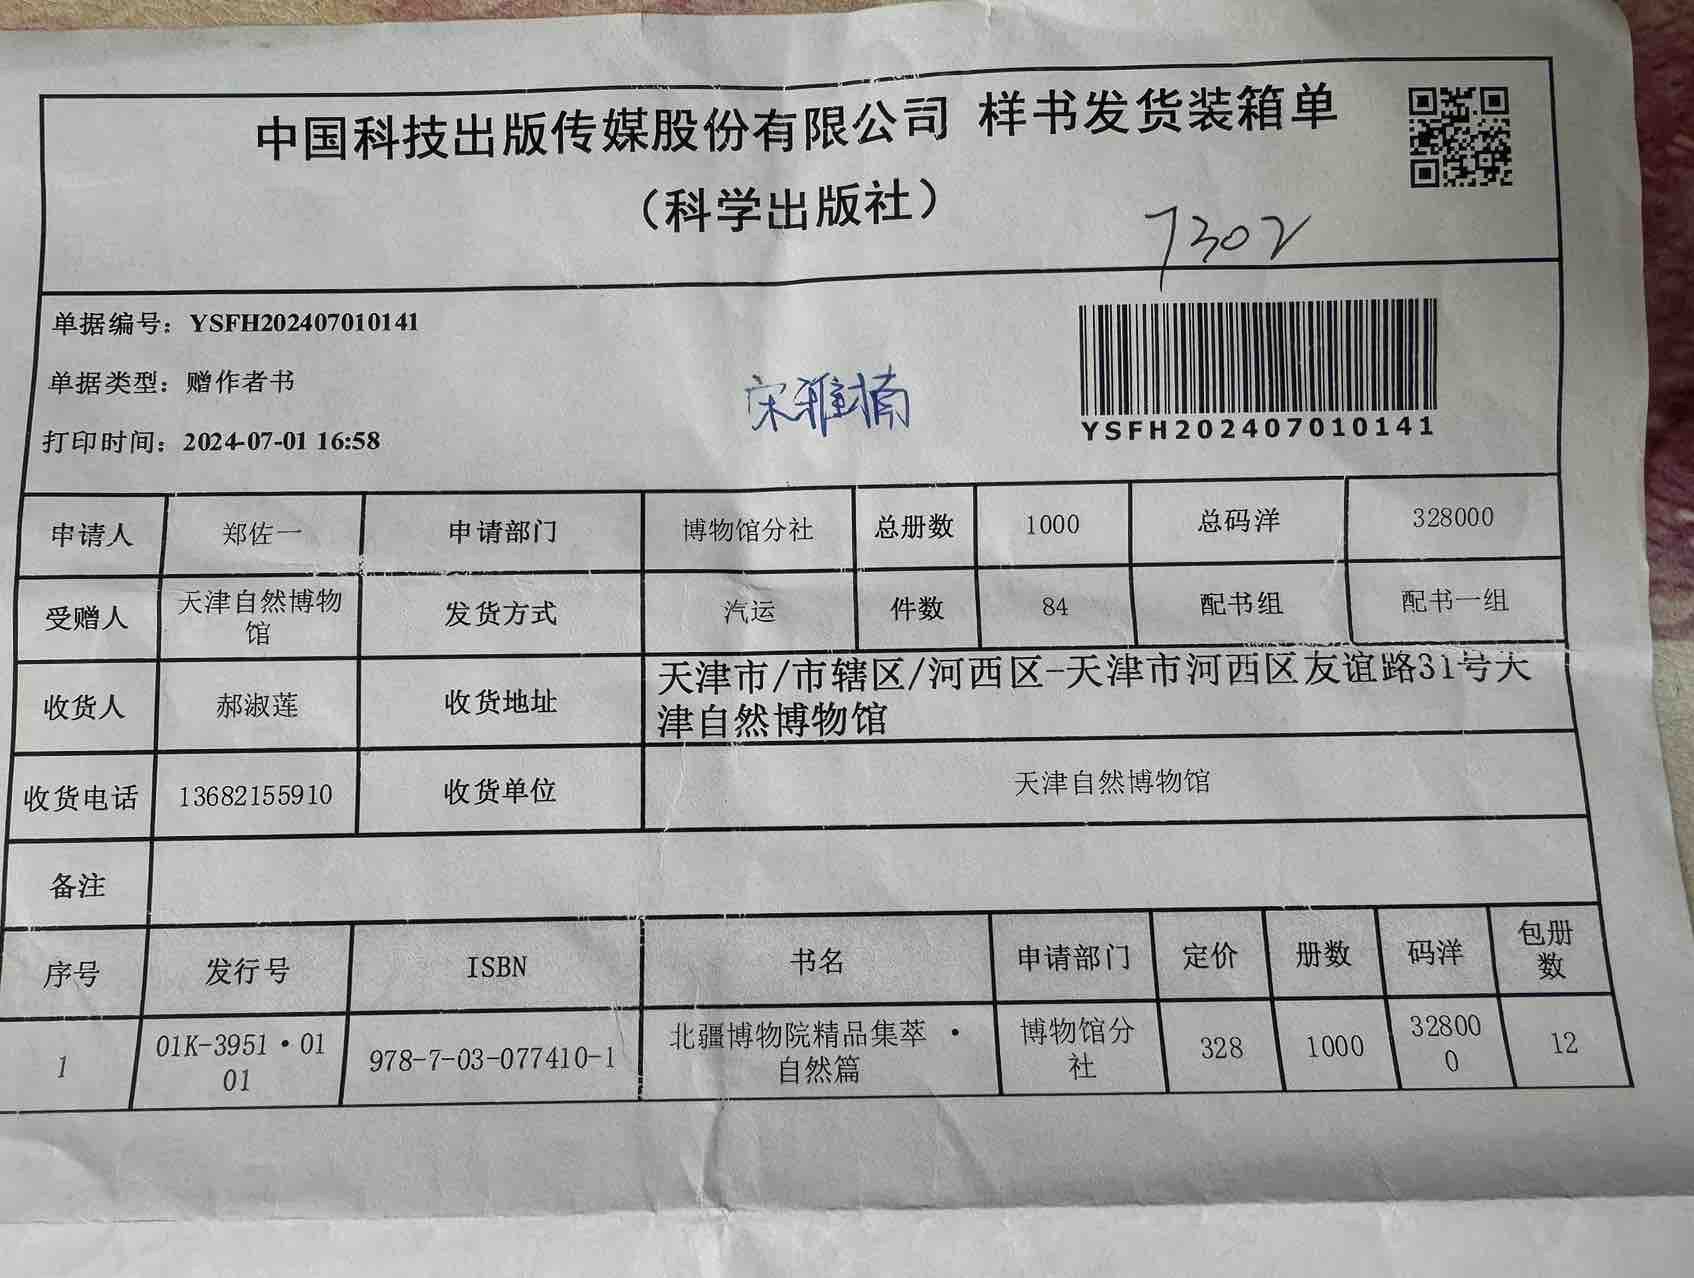 中国科技出版传媒股份有限公司 样书发货装箱单
（科学出版社）
7302
单据编号：YSFH202407010141
单据类型：赠作者书
打印时间：2024-07-01 16:58
宋雅楠
YSFH202407010141
申请人 郑佐一 申请部门 博物馆分社 总册数 1000 总码洋 328000
受赠人 天津自然博物
馆 发货方式 汽运 件数 84 配书组 配书一组
收货人 郝淑莲 收货地址 天津市/市辖区/河西区-天津市河西区友谊路31号天
津自然博物馆
收货电话 13682155910 收货单位 天津自然博物馆
备注
序号 发行号 ISBN 书名 申请部门 定价 册数 码洋 包册
数
1 01K-3951·01
01 978-7-03-077410-1 北疆博物院精品集萃 ·
自然篇 博物馆分
社 328 1000 32800
0 12